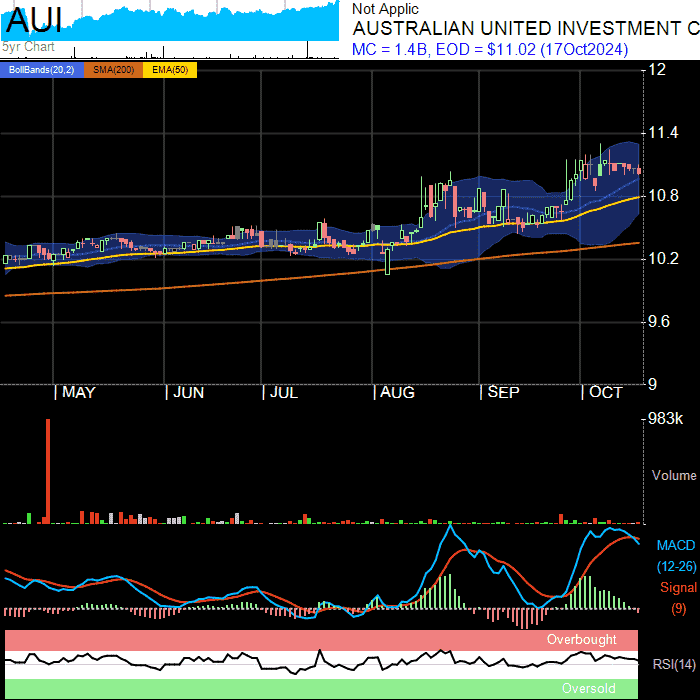 AUI
5yr Chart
Not Applic
AUSTRALIAN UNITED INVESTMENT C
MC = 1.4B, EOD = $11.02 (17Oct2024)
BollBands(20,2) SMA(200) EMA(50)
12
11.4
10.8
10.2
9.6
9
MAY JUN JUL AUG SEP OCT
983k
Volume
MACD
(12-26)
Signal
(9)
Overbought
RSI(14)
Oversold